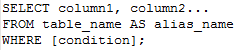 SELECT column1, column2...
FROM table_name AS alias_name
WHERE [condition];